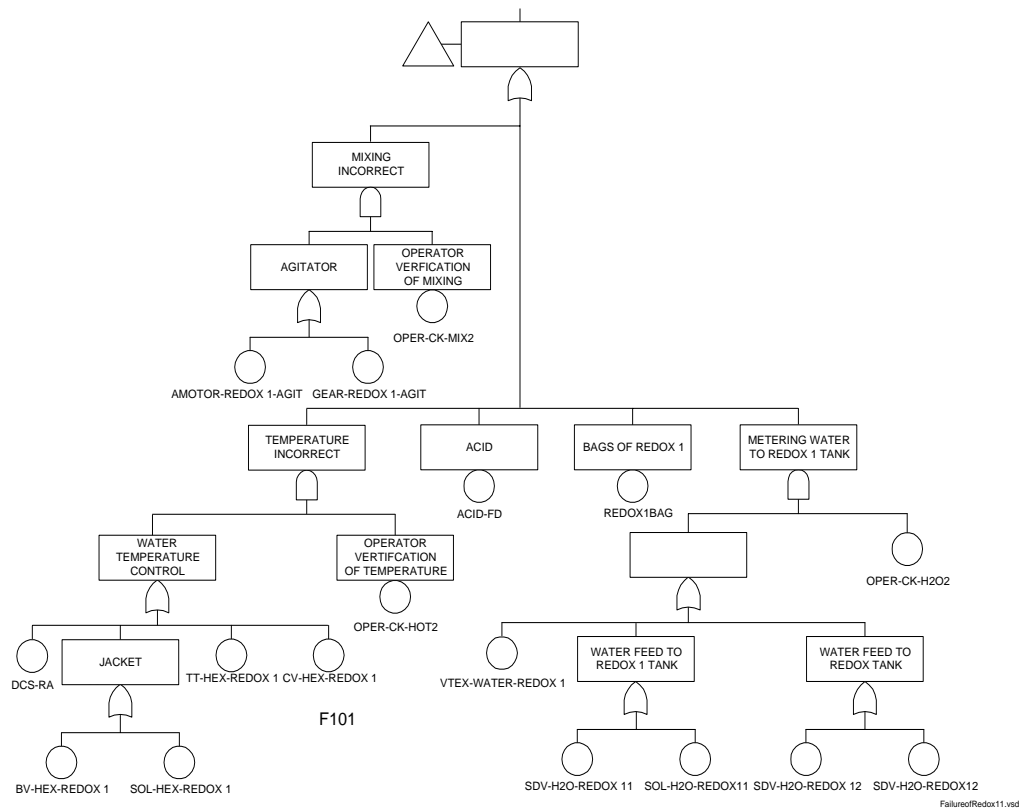 MIXING
INCORRECT
AGITATOR
OPERATOR
VERFICATION
OF MIXING
OPER-CK-MIX2
AMOTOR-REDOX 1-AGIT
GEAR-REDOX 1-AGIT
TEMPERATURE
INCORRECT
ACID
BAGS OF REDOX 1
METERING WATER
TO REDOX 1 TANK
ACID-FD
REDOX1BAG
WATER
TEMPERATURE
CONTROL
OPERATOR
VERTIFCATION
OF TEMPERATURE
OPER-CK-H2O2
OPER-CK-HOT2
JACKET
WATER FEED TO
REDOX 1 TANK
WATER FEED TO
REDOX TANK
DCS-RA
TT-HEX-REDOX 1
CV-HEX-REDOX 1
VTEX-WATER-REDOX 1
F101
BV-HEX-REDOX 1
SOL-HEX-REDOX 1
SDV-H2O-REDOX 11
SOL-H2O-REDOX11
SDV-H2O-REDOX 12
SDV-H2O-REDOX12
FailureofRedox11.vsd